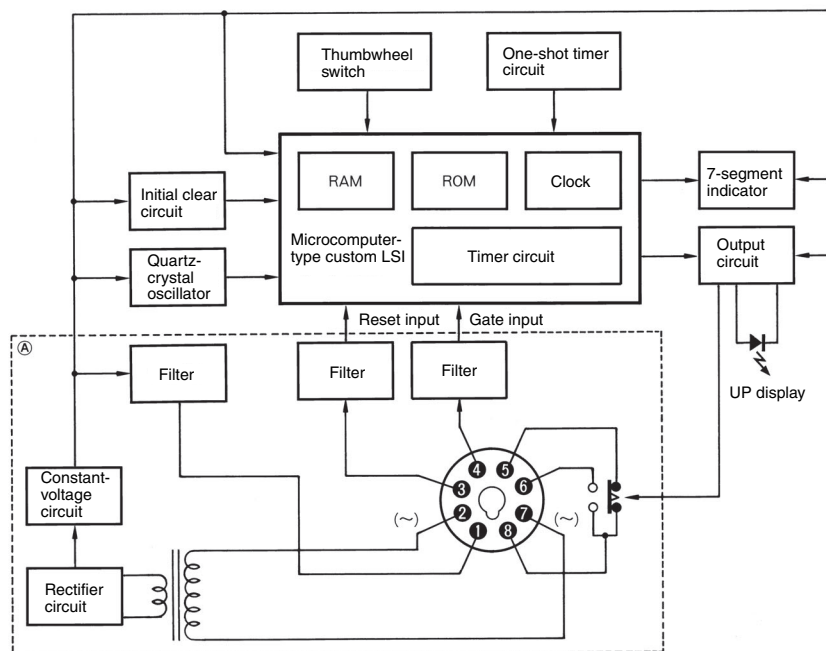 Thumbwheel
switch
One-shot timer
circuit
RAM
ROM
Clock
7-segment
indicator
Initial clear
circuit
Microcomputer-
type custom LSI
Timer circuit
Output
circuit
Quartz-
crystal
oscillator
Reset input
Gate input
Ⓐ
Filter
Filter
Filter
UP display
4
5
3
6
Constant-
voltage
circuit
(~)
2
7
(~)
1
8
Rectifier
circuit